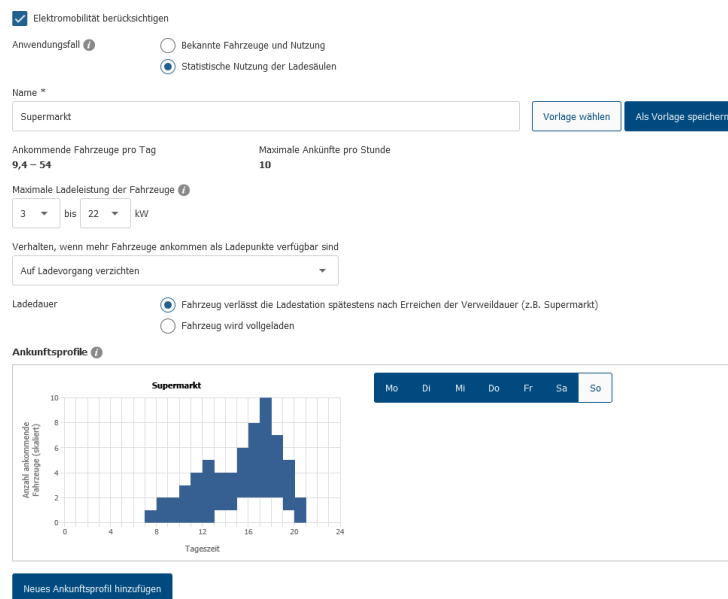 Elektromobilität berücksichtigen
Anwendungsfall i Bekannte Fahrzeuge und Nutzung
Statistische Nutzung der Ladesäulen
Name *
Supermarkt Vorlage wählen Als Vorlage speichern
Ankommende Fahrzeuge pro Tag Maximale Ankünfte pro Stunde
9,4 – 54 10
Maximale Ladeleistung der Fahrzeuge i
3 bis 22 kW
Verhalten, wenn mehr Fahrzeuge ankommen als Ladepunkte verfügbar sind
Auf Ladevorgang verzichten
Ladedauer Fahrzeug verlässt die Ladestation spätestens nach Erreichen der Verweildauer (z.B. Supermarkt)
Fahrzeug wird vollgeladen
Ankunftsprofile i
Supermarkt
Mo Di Mi Do Fr Sa So
Anzahl ankommende
Fahrzeuge (skaliert)
10
8
6
4
2
0
0 4 8 12 16 20 24
Tageszeit
Neues Ankunftsprofil hinzufügen